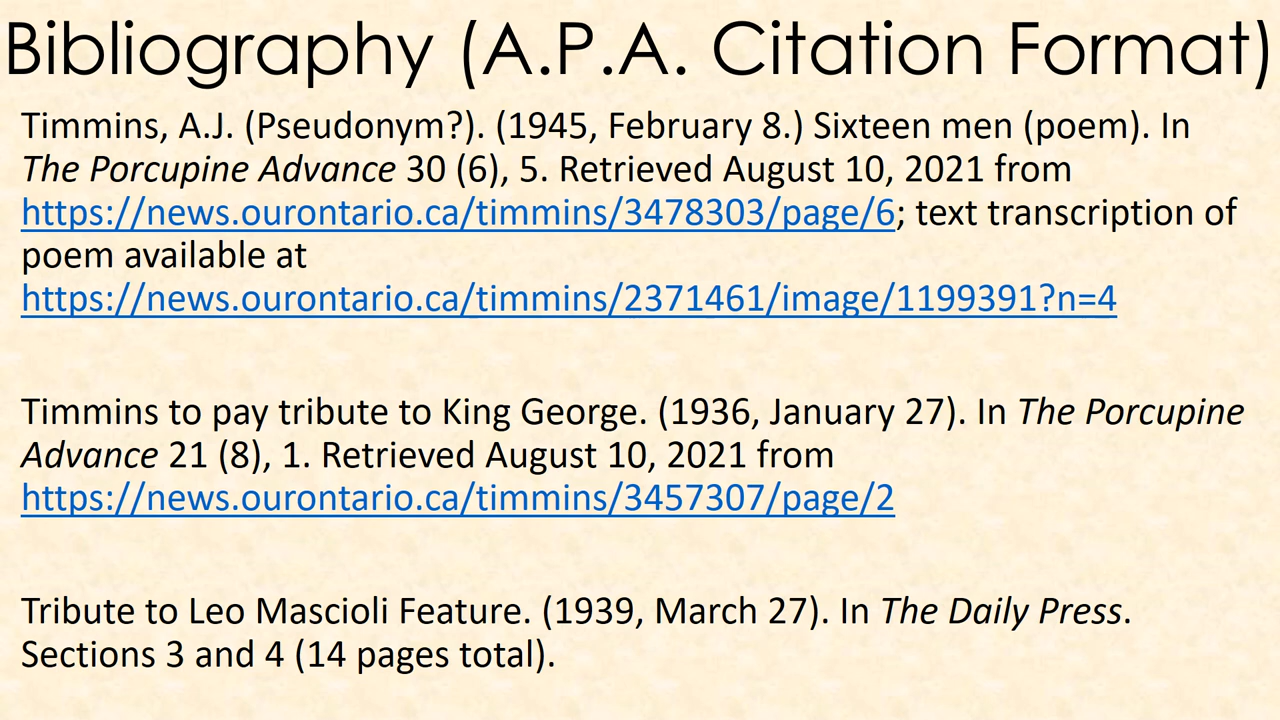 Bibliography (A.P.A. Citation Format)
Timmins, A.J. (Pseudonym?). (1945, February 8.) Sixteen men (poem). In
The Porcupine Advance 30 (6), 5. Retrieved August 10, 2021 from
https://news.ourontario.ca/timmins/3478303/page/6; text transcription of
poem available at
https://news.ourontario.ca/timmins/2371461/image/1199391?n=4
Timmins to pay tribute to King George. (1936, January 27). In The Porcupine
Advance 21 (8), 1. Retrieved August 10, 2021 from
https://news.ourontario.ca/timmins/3457307/page/2
Tribute to Leo Mascioli Feature. (1939, March 27). In The Daily Press.
Sections 3 and 4 (14 pages total).